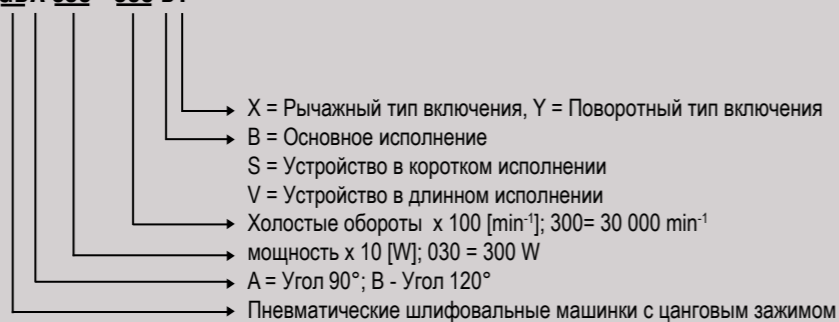 X = Рычажный тип включения, Y = Поворотный тип включения
B = Основное исполнение
S = Устройство в коротком исполнении
V = Устройство в длинном исполнении
Холостые обороты x 100 [min⁻¹]; 300= 30 000 min⁻¹
мощность x 10 [W]; 030 = 300 W
A = Угол 90°; B - Угол 120°
Пневматические шлифовальные машинки с цанговым зажимом